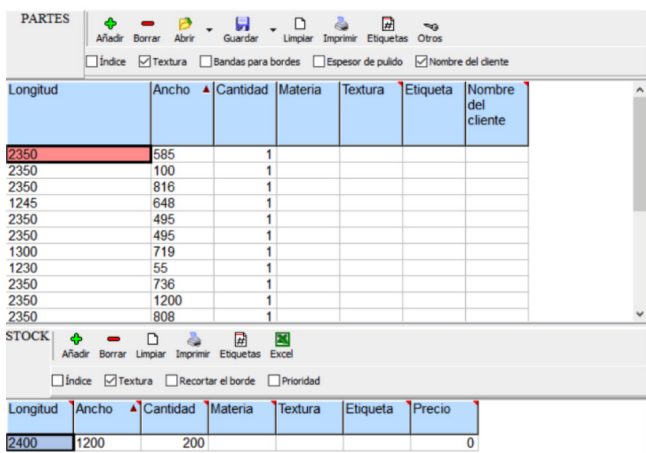 PARTES
Añadir Borrar Abrir Guardar Limpiar Imprimir Etiquetas Otros
Índice Textura Bandas para bordes Espesor de pulido Nombre del cliente
Longitud Ancho Cantidad Materia Textura Etiqueta Nombre del cliente
2350 585 1
2350 100 1
2350 816 1
1245 648 1
2350 495 1
2350 495 1
1300 719 1
1230 55 1
2350 736 1
2350 1200 1
2350 808 1
STOCK
Añadir Borrar Limpiar Imprimir Etiquetas Excel
Índice Textura Recortar el borde Prioridad
Longitud Ancho Cantidad Materia Textura Etiqueta Precio
2400 1200 200 0